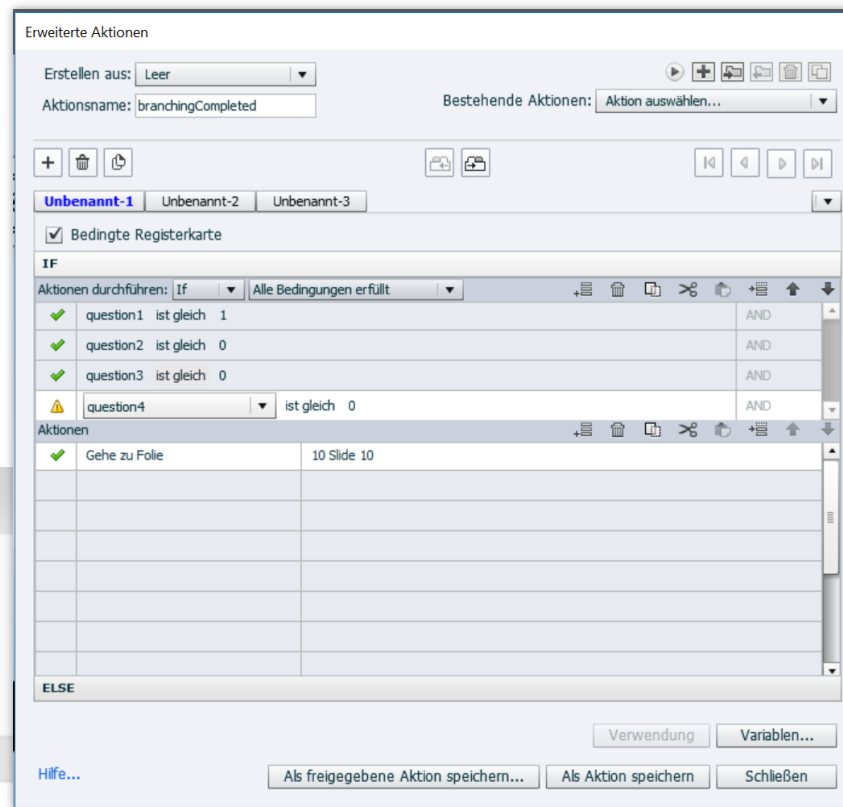 Erweiterte Aktionen
Erstellen aus: Leer
Aktionsname: branchingCompleted
Bestehende Aktionen: Aktion auswählen...
Unbenannt-1 Unbenannt-2 Unbenannt-3
Bedingte Registerkarte
IF
Aktionen durchführen: If Alle Bedingungen erfüllt
question1 ist gleich 1 AND
question2 ist gleich 0 AND
question3 ist gleich 0 AND
question4 ist gleich 0 AND
Aktionen
Gehe zu Folie 10 Slide 10
ELSE
Verwendung Variablen...
Hilfe... Als freigegebene Aktion speichern... Als Aktion speichern Schließen